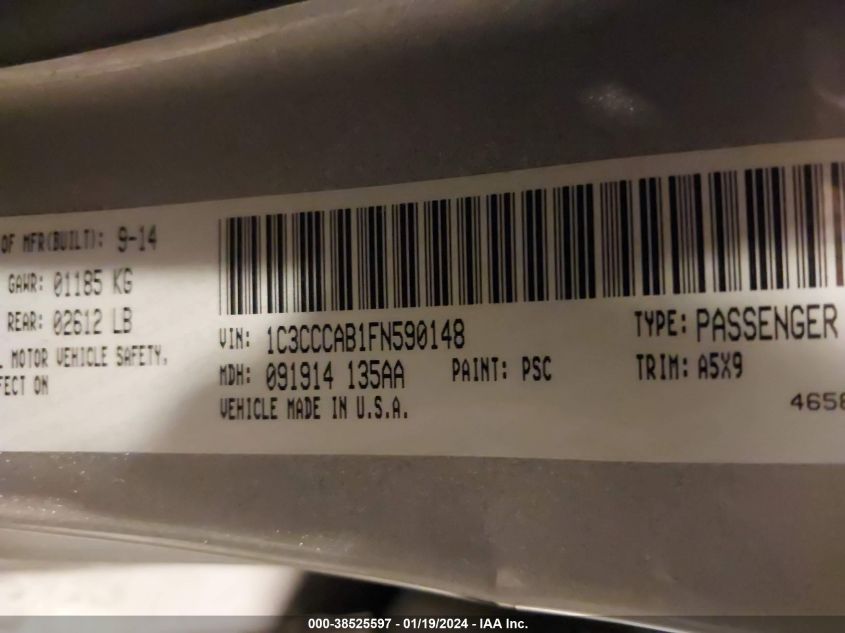 OF MFR(BUILT): 9-14
GAWR: 01185 KG
REAR: 02612 LB
MOTOR VEHICLE SAFETY,
ON
VIN: 1C3CCCAB1FN590148
TYPE: PASSENGER
MDH: 091914 135AA PAINT: PSC
TRIM: A5X9
VEHICLE MADE IN U.S.A.
000-38525597 - 01/19/2024 - IAA Inc.